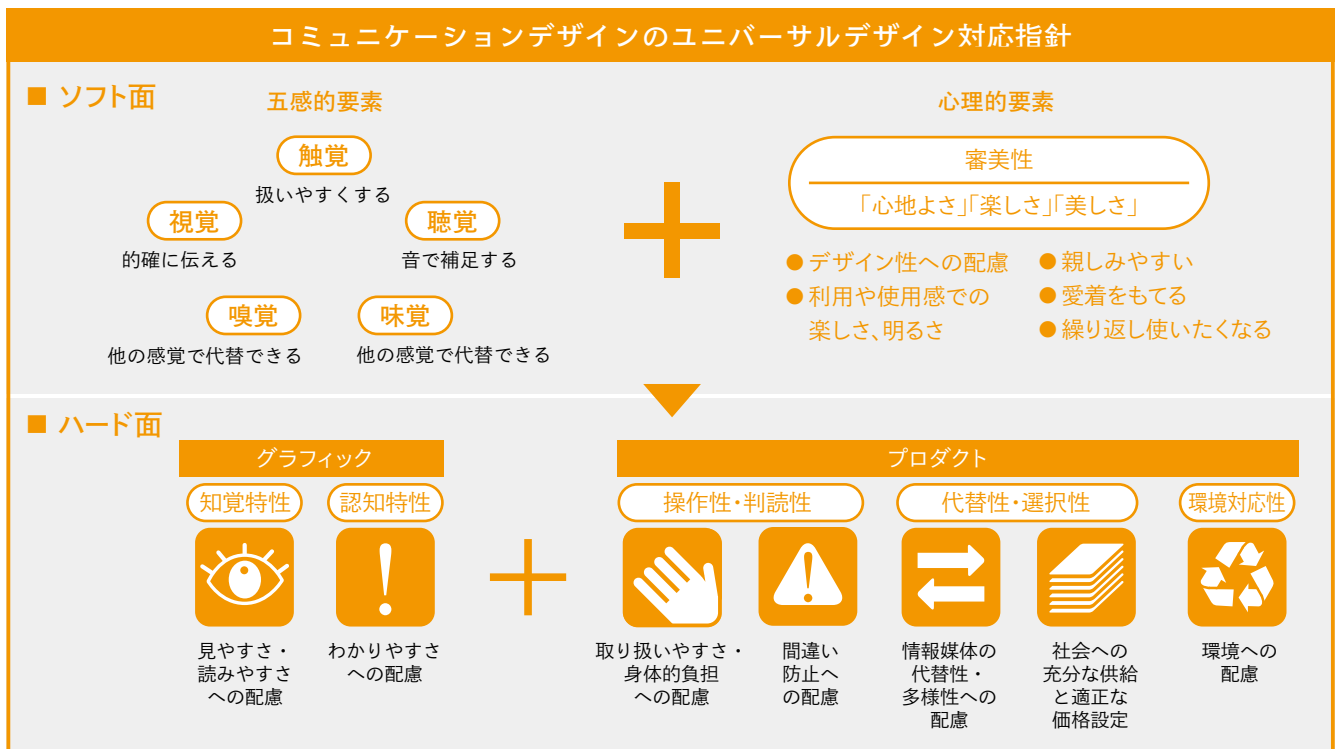 コミュニケーションデザインのユニバーサルデザイン対応指針
■ ソフト面
五感的要素
触覚
扱いやすくする
視覚
的確に伝える
聴覚
音で補足する
嗅覚
他の感覚で代替できる
味覚
他の感覚で代替できる
心理的要素
審美性
「心地よさ」「楽しさ」「美しさ」
●デザイン性への配慮
●利用や使用感での
楽しさ、明るさ
●親しみやすい
●愛着をもてる
●繰り返し使いたくなる
■ ハード面
グラフィック
知覚特性
見やすさ・
読みやすさ
への配慮
認知特性
わかりやすさ
への配慮
プロダクト
操作性・判読性
取り扱いやすさ・
身体的負担
への配慮
間違い
防止へ
の配慮
代替性・選択性
情報媒体の
代替性・
多様性への
配慮
社会への
充分な供給
と適正な
価格設定
環境対応性
環境への
配慮